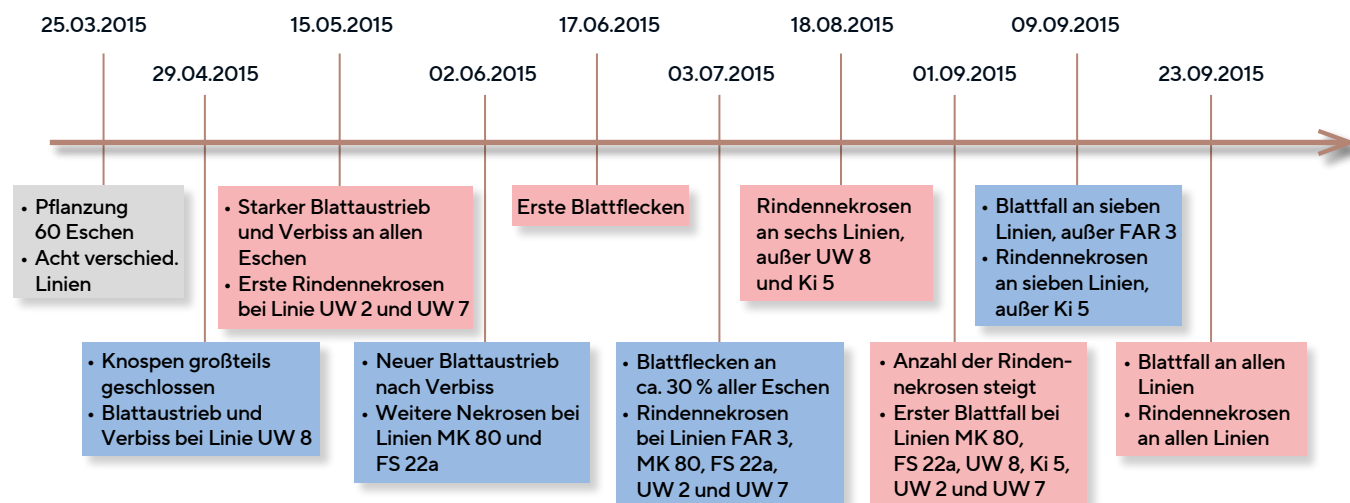 25.03.2015
15.05.2015
17.06.2015
18.08.2015
09.09.2015
29.04.2015
02.06.2015
03.07.2015
01.09.2015
23.09.2015
• Pflanzung
60 Eschen
• Acht verschied.
Linien
• Starker Blattaustrieb
und Verbiss an allen
Eschen
• Erste Rindennekrosen
bei Linie UW 2 und UW 7
Erste Blattflecken
Rindennekrosen
an sechs Linien,
außer UW 8
und Ki 5
• Blattfall an sieben
Linien, außer FAR 3
• Rindennekrosen
an sieben Linien,
außer Ki 5
• Knospen großteils
geschlossen
• Blattaustrieb und
Verbiss bei Linie UW 8
• Neuer Blattaustrieb
nach Verbiss
• Weitere Nekrosen bei
Linien MK 80 und
FS 22a
• Blattflecken an
ca. 30 % aller Eschen
• Rindennekrosen
bei Linien FAR 3,
MK 80, FS 22a,
UW 2 und UW 7
• Anzahl der Rinden-
nekrosen steigt
• Erster Blattfall bei
Linien MK 80,
FS 22a, UW 8, Ki 5,
UW 2 und UW 7
• Blattfall an allen
Linien
• Rindennekrosen
an allen Linien